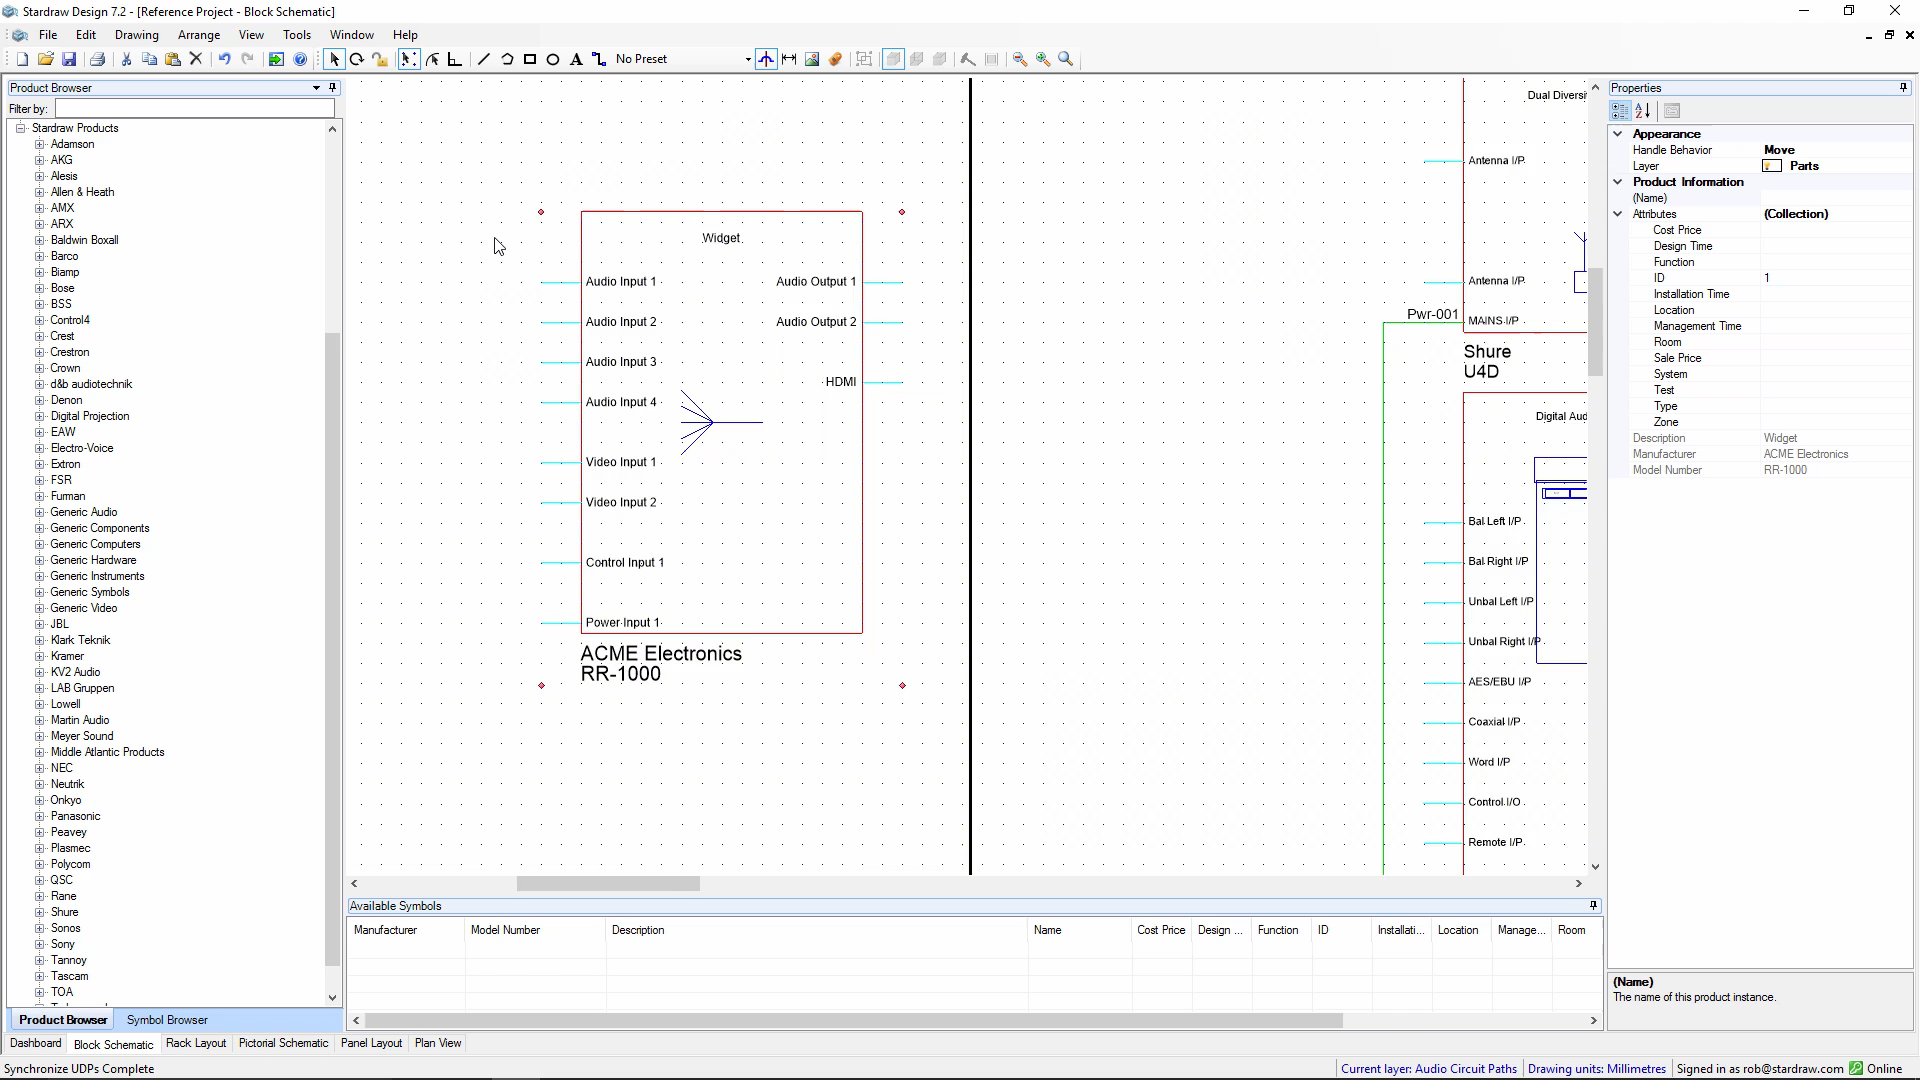 Stardraw Design 7.2 - [Reference Project - Block Schematic]
File Edit Drawing Arrange View Tools Window Help
No Preset
Product Browser
Filter by:
Stardraw Products
Adamson
AKG
Alesis
Allen & Heath
AMX
ARX
Baldwin Boxall
Barco
Biamp
Bose
BSS
Control4
Crest
Crestron
Crown
d&b audiotechnik
Denon
Digital Projection
EAW
Electro-Voice
Extron
FSR
Furman
Generic Audio
Generic Components
Generic Computers
Generic Hardware
Generic Instruments
Generic Symbols
Generic Video
JBL
Klark Teknik
Kramer
KV2 Audio
LAB Gruppen
Lowell
Martin Audio
Meyer Sound
Middle Atlantic Products
NEC
Neutrik
Onkyo
Panasonic
Peavey
Plasmec
Polycom
QSC
Rane
Shure
Sonos
Sony
Tannoy
Tascam
TOA
Product Browser Symbol Browser
Widget
Audio Input 1 Audio Output 1
Audio Input 2 Audio Output 2
Audio Input 3
HDMI
Audio Input 4
Video Input 1
Video Input 2
Control Input 1
Power Input 1
ACME Electronics
RR-1000
Dual Diversi
Antenna I/P
Antenna I/P
Pwr-001 MAINS I/P
Shure
U4D
Digital Aud
Bal Left I/P
Bal Right I/P
Unbal Left I/P
Unbal Right I/P
AES/EBU I/P
Coaxial I/P
Word I/P
Control I/O
Remote I/P
Available Symbols
Manufacturer Model Number Description Name Cost Price Design ... Function ID Installati... Location Manage... Room
Properties
Appearance
Handle Behavior Move
Layer Parts
Product Information
(Name)
Attributes (Collection)
Cost Price
Design Time
Function
ID 1
Installation Time
Location
Management Time
Room
Sale Price
System
Test
Type
Zone
Description Widget
Manufacturer ACME Electronics
Model Number RR-1000
(Name)
The name of this product instance.
Dashboard Block Schematic Rack Layout Pictorial Schematic Panel Layout Plan View
Synchronize UDPs Complete Current layer: Audio Circuit Paths Drawing units: Millimetres Signed in as rob@stardraw.com Online